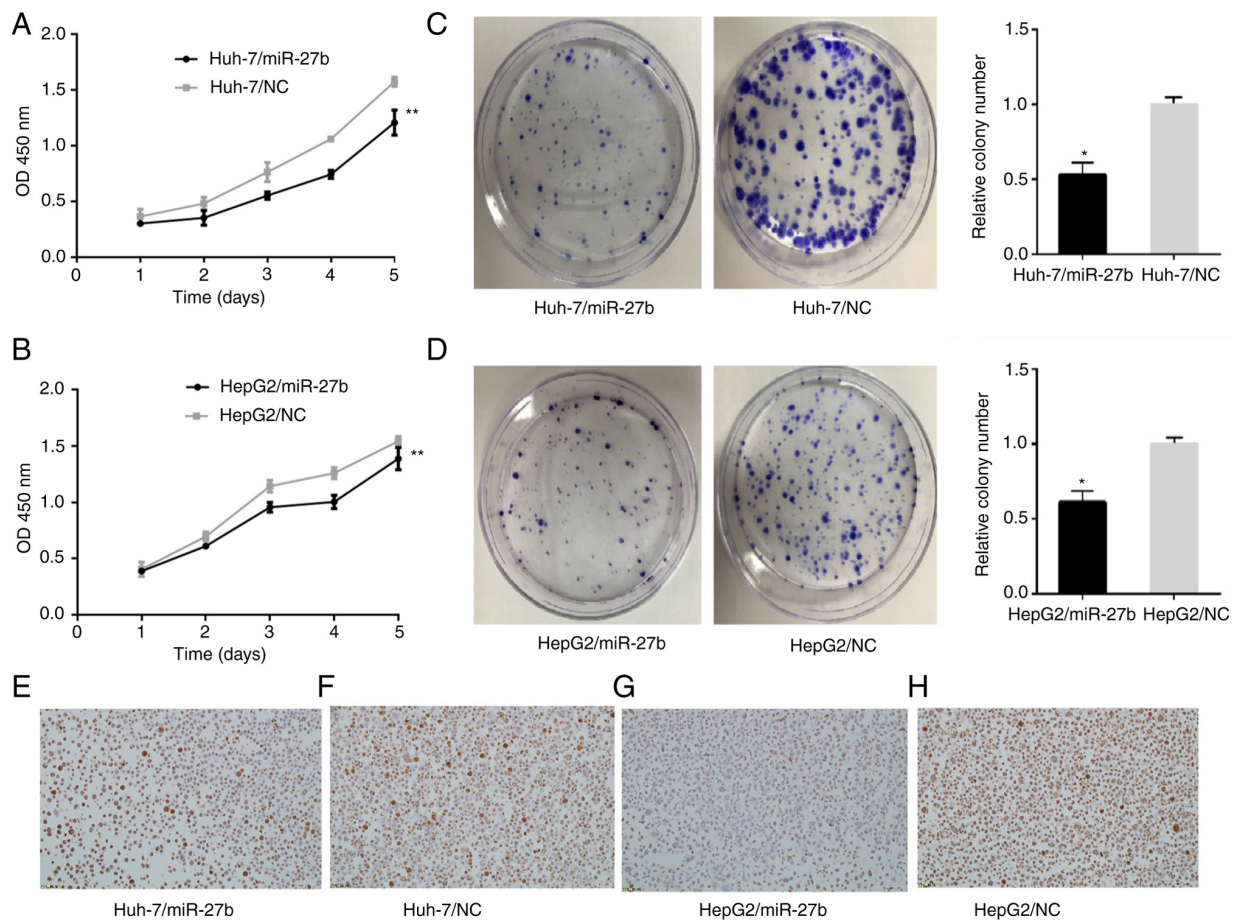 A
2.0
1.5
1.0
0.5
0.0
OD 450 nm
Huh-7/miR-27b
Huh-7/NC
**
0
1
2
3
4
5
Time (days)
B
2.0
1.5
1.0
0.5
0.0
OD 450 nm
HepG2/miR-27b
HepG2/NC
**
0
1
2
3
4
5
Time (days)
C
Huh-7/miR-27b
Huh-7/NC
1.5
1.0
0.5
0.0
Relative colony number
*
Huh-7/miR-27b
Huh-7/NC
D
HepG2/miR-27b
HepG2/NC
1.5
1.0
0.5
0.0
Relative colony number
*
HepG2/miR-27b
HepG2/NC
E
Huh-7/miR-27b
F
Huh-7/NC
G
HepG2/miR-27b
H
HepG2/NC